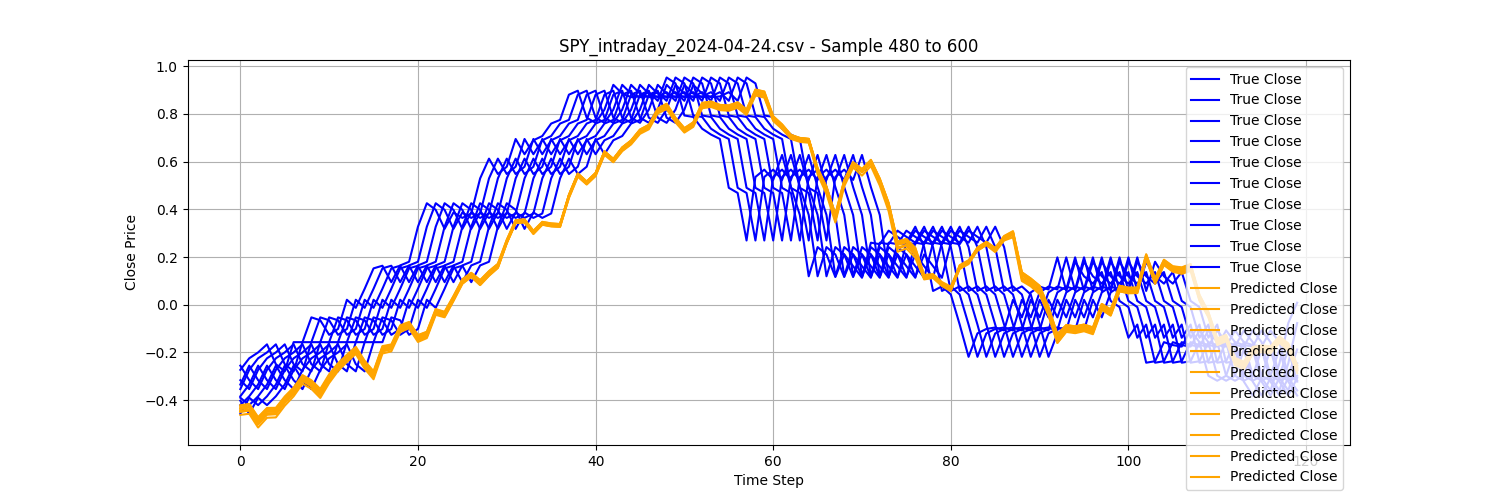 SPY_intraday_2024-04-24.csv - Sample 480 to 600
1.0
0.8
0.6
0.4
0.2
0.0
−0.2
−0.4
Close Price
0
20
40
60
80
100
120
Time Step
True Close
True Close
True Close
True Close
True Close
True Close
True Close
True Close
True Close
True Close
Predicted Close
Predicted Close
Predicted Close
Predicted Close
Predicted Close
Predicted Close
Predicted Close
Predicted Close
Predicted Close
Predicted Close